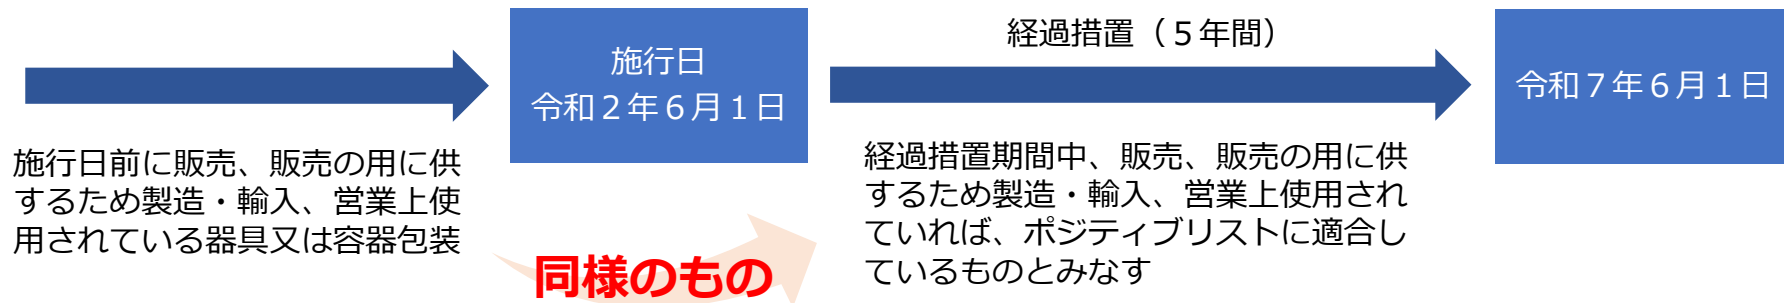 施行日前に販売、販売の用に供
するため製造・輸入、営業上使
用されている器具又は容器包装
施行日
令和２年６月１日
同様のもの
経過措置（５年間）
経過措置期間中、販売、販売の用に供
するため製造・輸入、営業上使用され
ていれば、ポジティブリストに適合し
ているものとみなす
令和７年６月１日